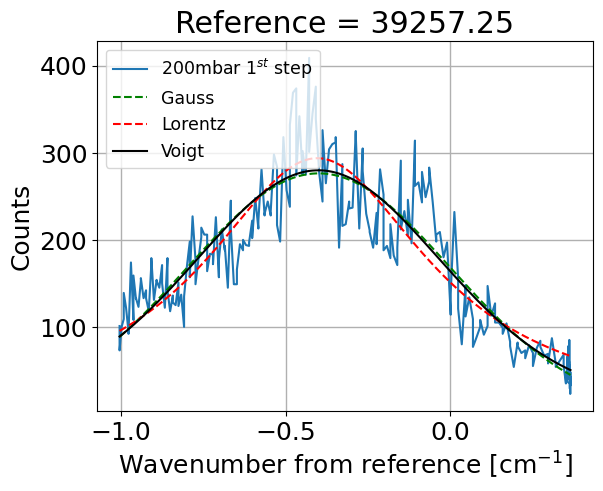 Reference = 39257.25
200mbar 1st step
Gauss
Lorentz
Voigt
400
300
200
100
Counts
−1.0 −0.5 0.0
Wavenumber from reference [cm⁻¹]